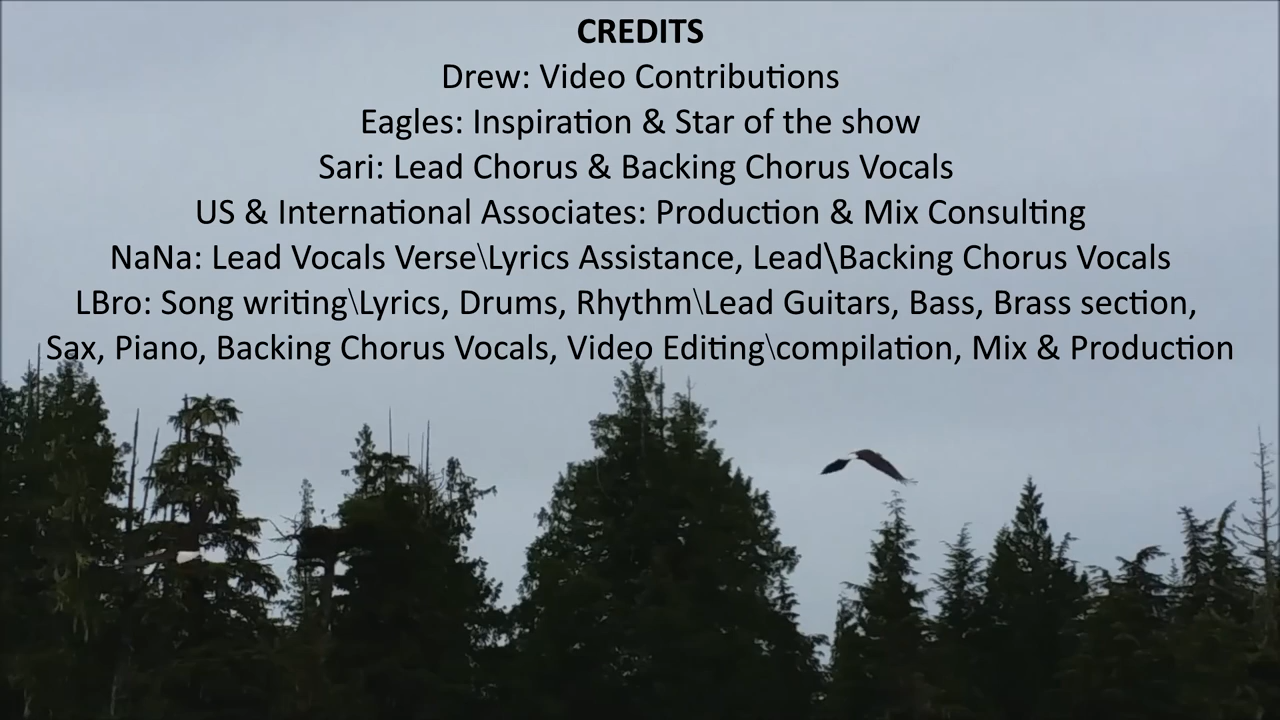 CREDITS
Drew: Video Contributions
Eagles: Inspiration & Star of the show
Sari: Lead Chorus & Backing Chorus Vocals
US & International Associates: Production & Mix Consulting
NaNa: Lead Vocals Verse\Lyrics Assistance, Lead\Backing Chorus Vocals
LBro: Song writing\Lyrics, Drums, Rhythm\Lead Guitars, Bass, Brass section,
Sax, Piano, Backing Chorus Vocals, Video Editing\compilation, Mix & Production